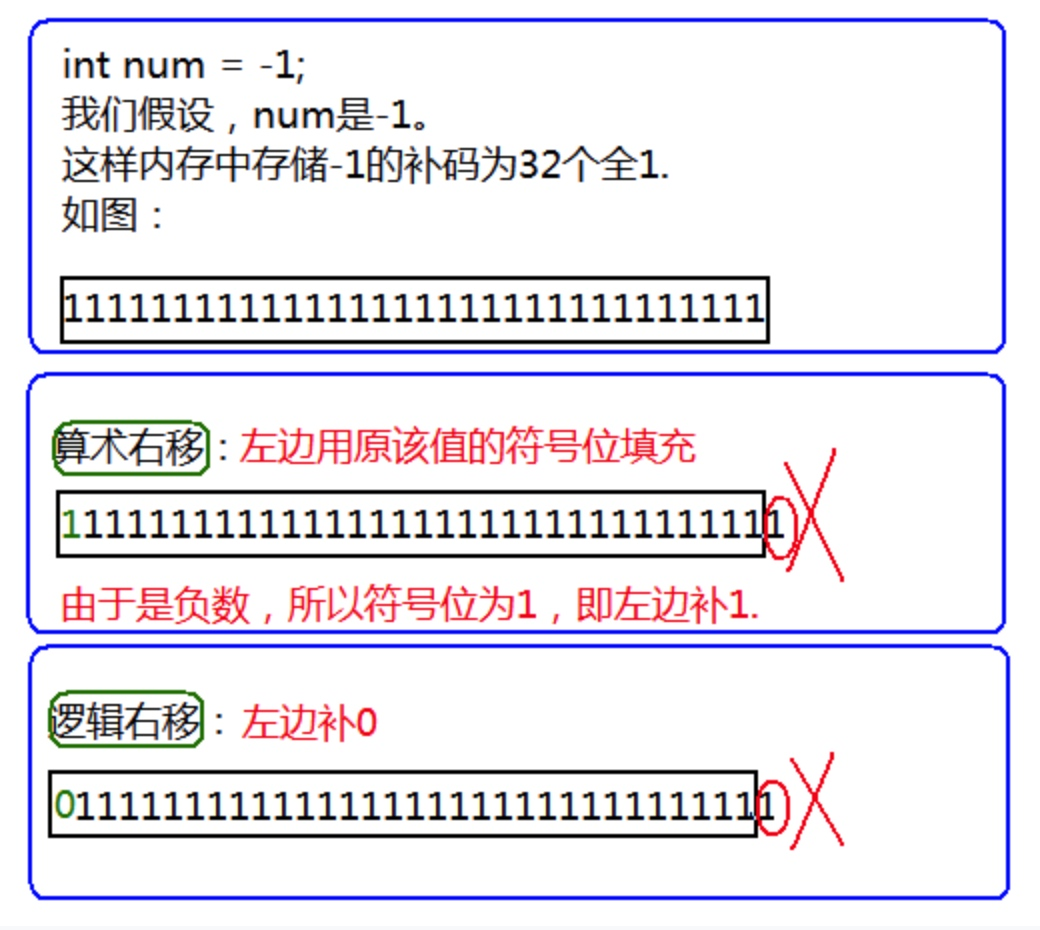 int num = -1;
我们假设，num是-1。
这样内存中存储-1的补码为32个全1.
如图：
11111111111111111111111111111111
算术右移：左边用原该值的符号位填充
111111111111111111111111111111111
由于是负数，所以符号位为1，即左边补1.
逻辑右移：左边补0
011111111111111111111111111111111